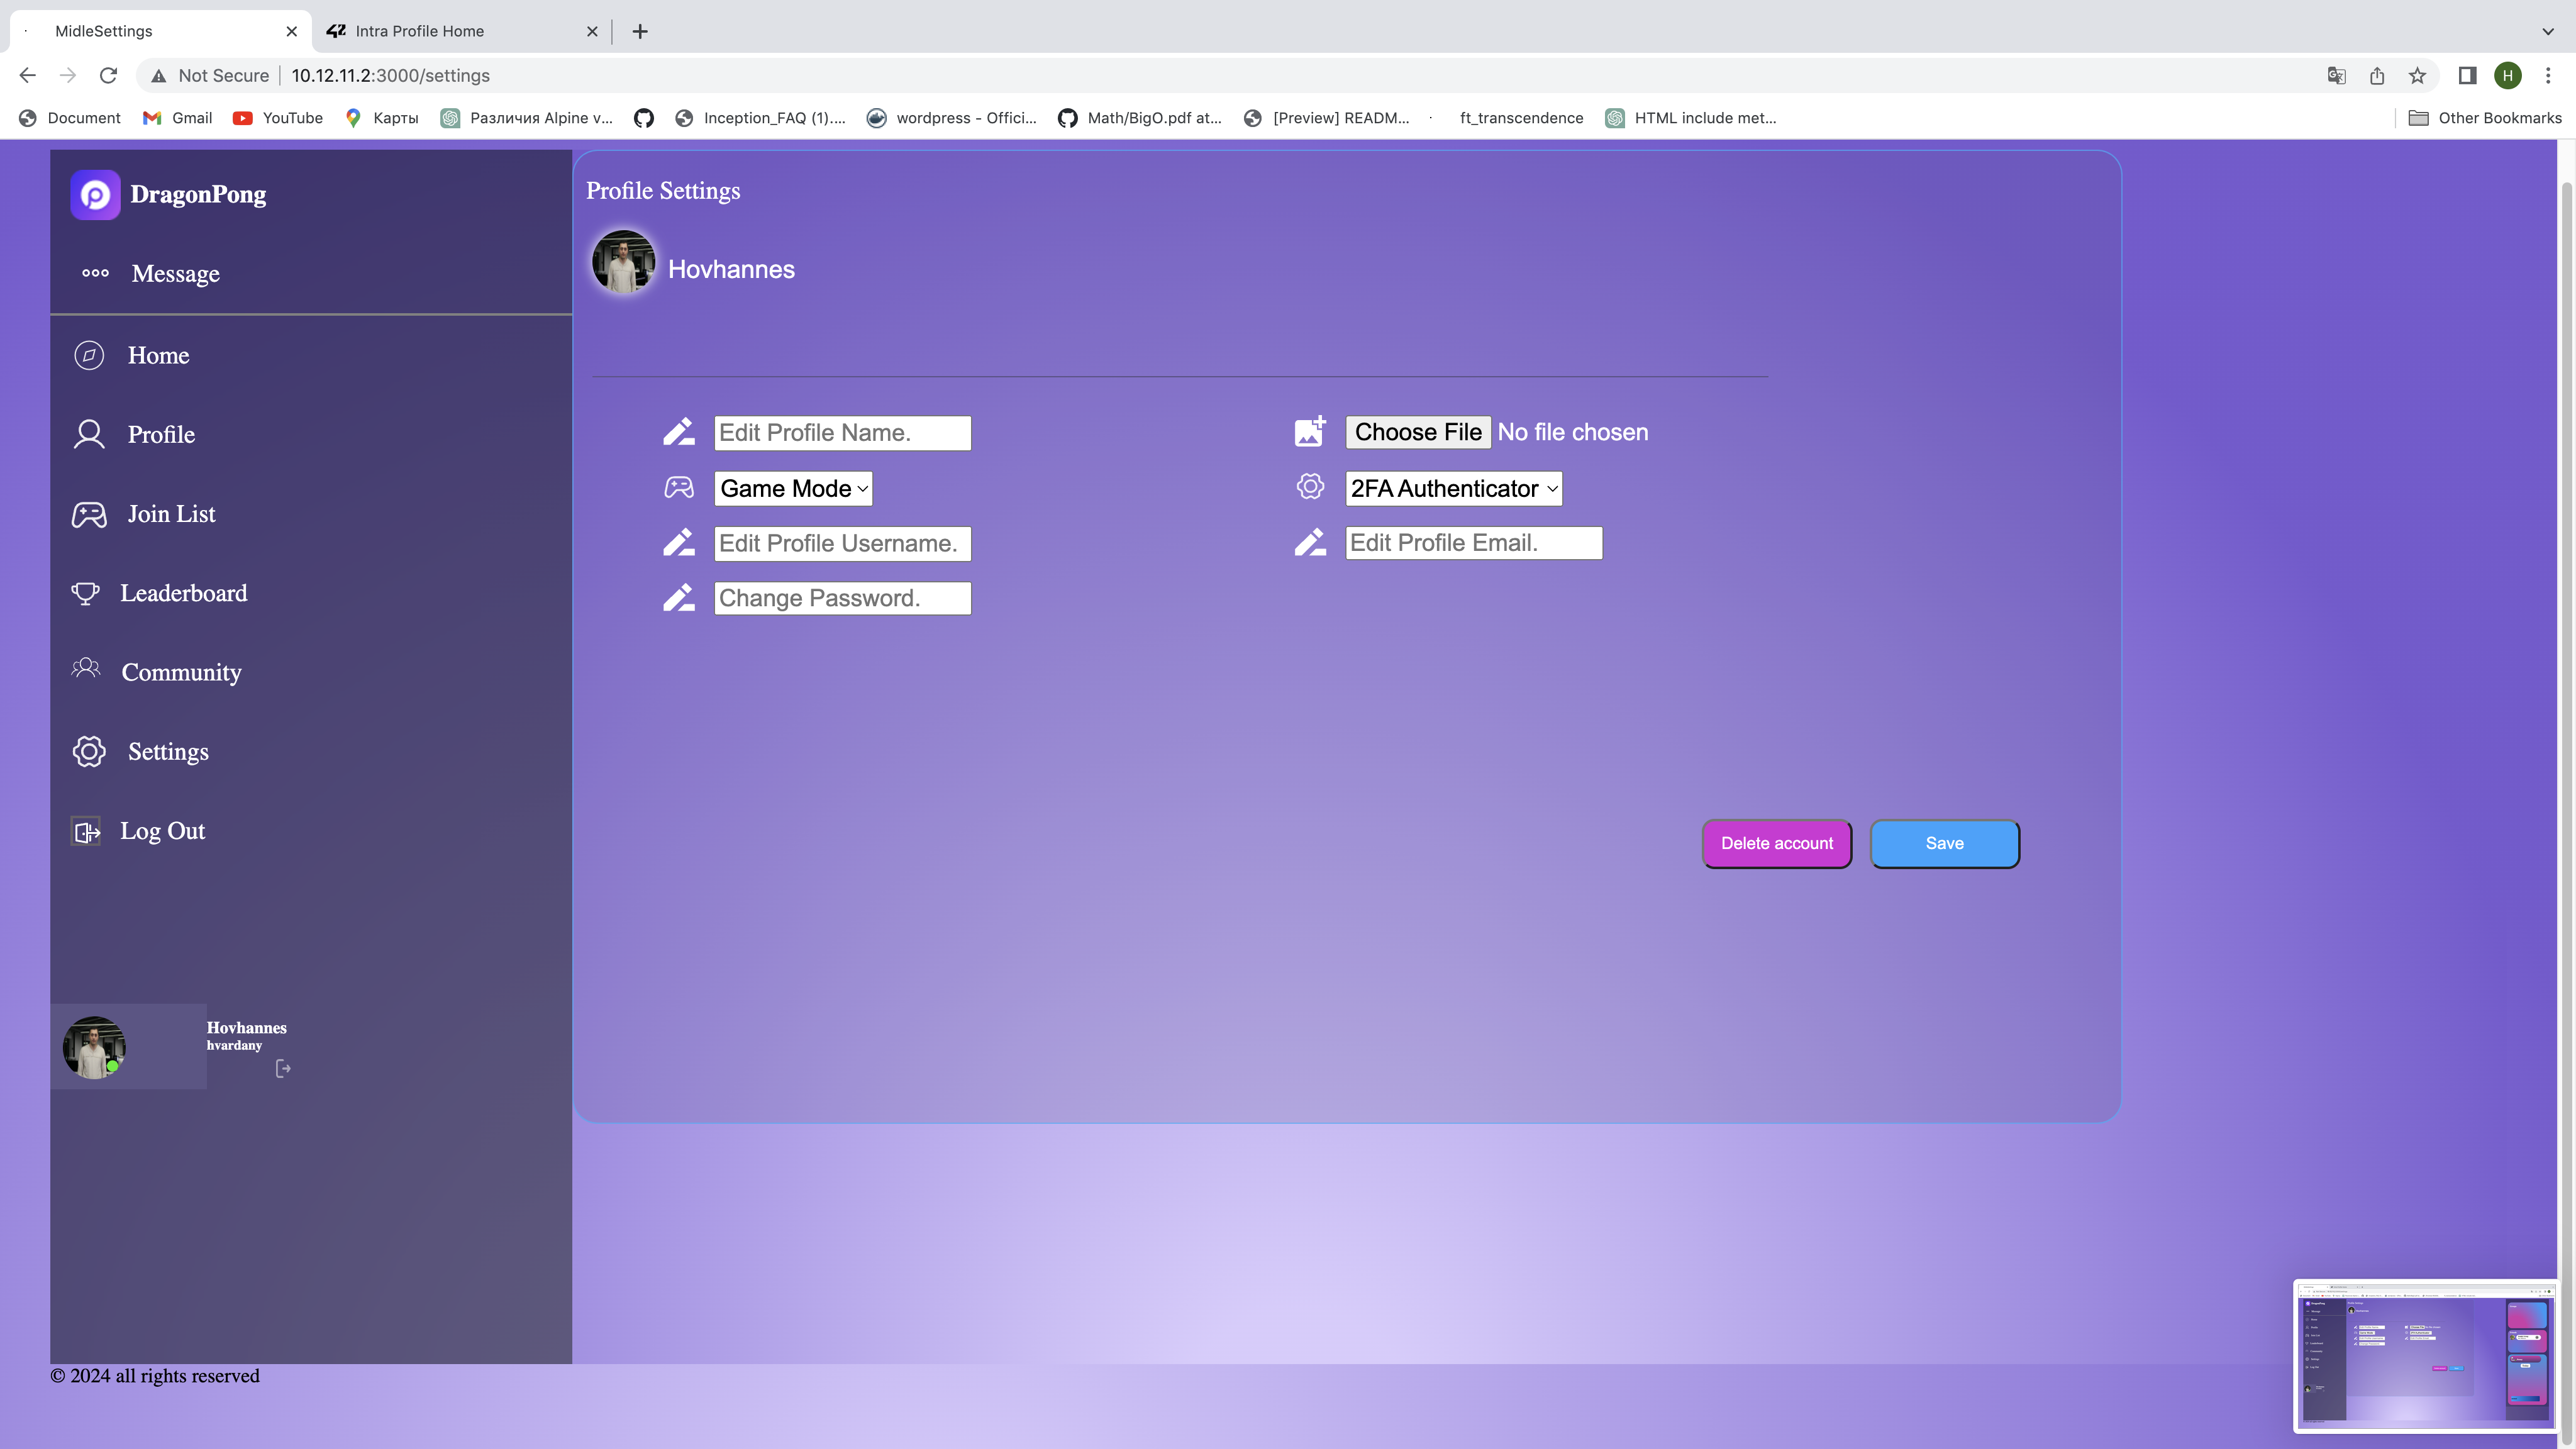 MidleSettings
Intra Profile Home
Not Secure 10.12.11.2:3000/settings
H
Document Gmail YouTube Карты Различия Alpine v... Inception_FAQ (1).... wordpress - Offici... Math/BigO.pdf at... [Preview] READM... ft_transcendence HTML include met... Other Bookmarks
DragonPong
Message
Home
Profile
Join List
Leaderboard
Community
Settings
Log Out
Hovhannes
hvardany
Profile Settings
Hovhannes
Edit Profile Name.
Choose File No file chosen
Game Mode
2FA Authenticator
Edit Profile Username.
Edit Profile Email.
Change Password.
Delete account
Save
© 2024 all rights reserved